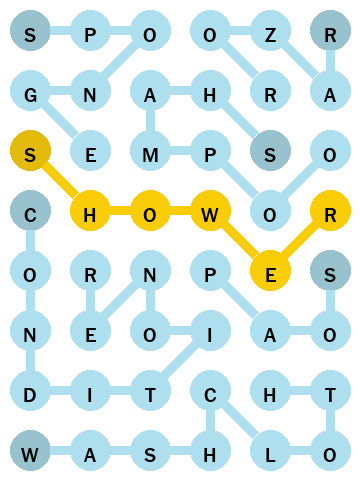 S P O O Z R
G N A H R A
S E M P S O
C H O W O R
O R N P E S
N E O I A O
D I T C H T
W A S H L O